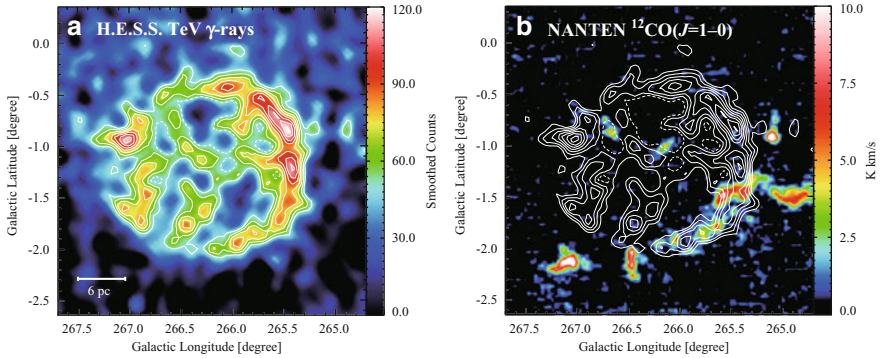 a H.E.S.S. TeV γ-rays
120.0
90.0
60.0
30.0
0.0
Smoothed Counts
0.0
-0.5
-1.0
-1.5
-2.0
-2.5
Galactic Latitude [degree]
6 pc
267.5 267.0 266.5 266.0 265.5 265.0
Galactic Longitude [degree]
b NANTEN ¹²CO(J=1–0)
10.0
7.5
5.0
2.5
0.0
K km/s
0.0
-0.5
-1.0
-1.5
-2.0
-2.5
Galactic Latitude [degree]
267.5 267.0 266.5 266.0 265.5 265.0
Galactic Longitude [degree]